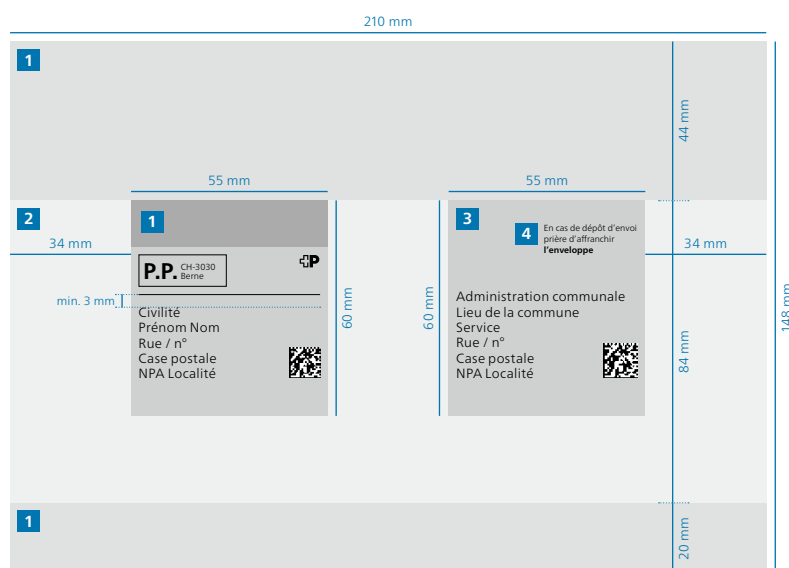 210 mm
1
44 mm
55 mm
55 mm
2
1
3
4
En cas de dépôt d'envoi
prière d'affranchir
l'enveloppe
34 mm
34 mm
P.P. CH-3030
Berne
P
min. 3 mm
60 mm
60 mm
148 mm
84 mm
Civilité
Prénom Nom
Rue / n°
Case postale
NPA Localité
Administration communale
Lieu de la commune
Service
Rue / n°
Case postale
NPA Localité
1
20 mm